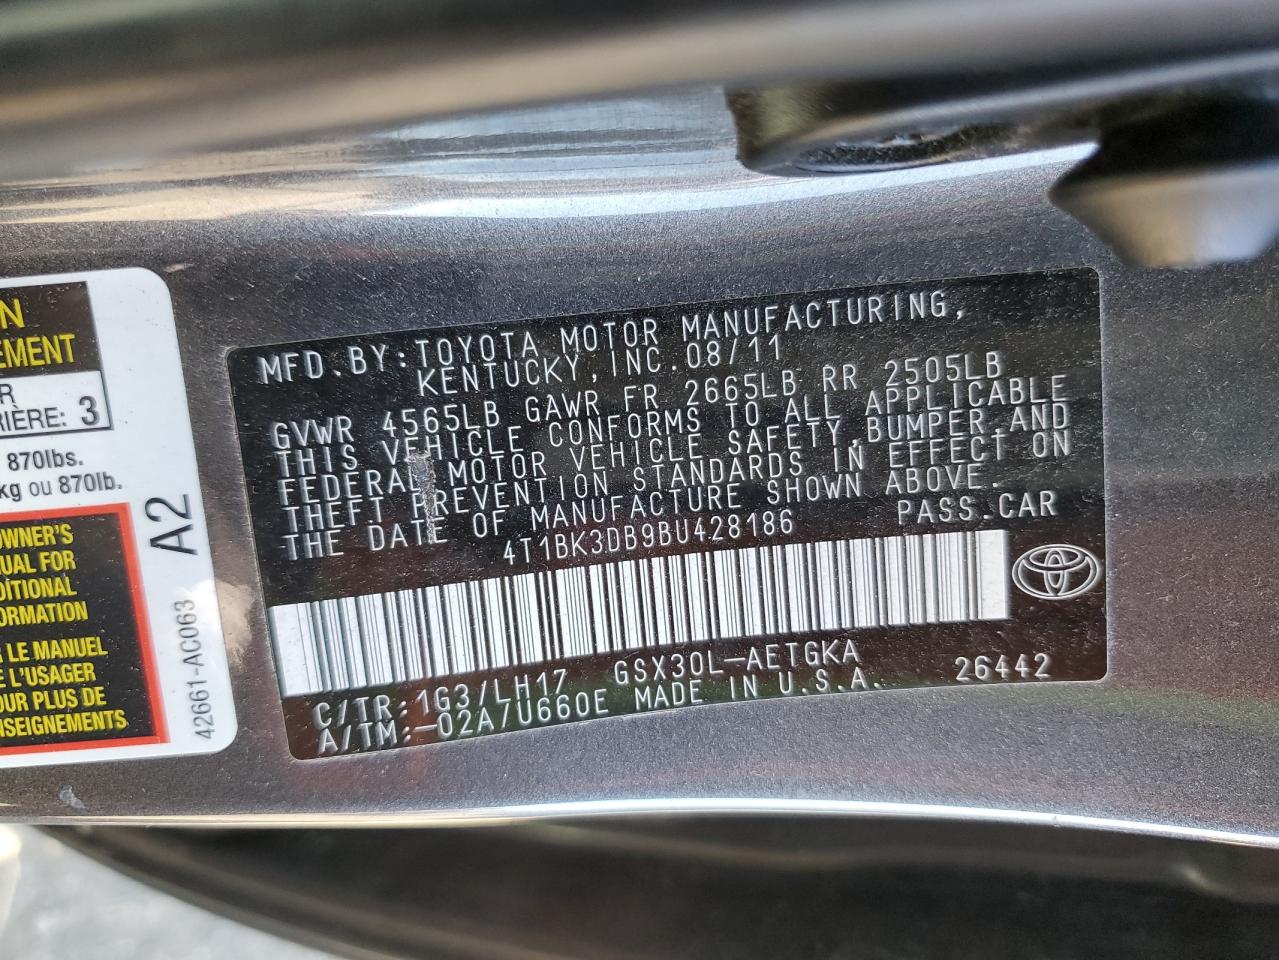 N
EMENT
R
RIÈRE: 3
870lbs.
kg ou 870lb.
OWNER'S
UAL FOR
DITIONAL
ORMATION
R LE MANUEL
E L'USAGER
OUR PLUS DE
NSEIGNEMENTS
A2
42661-AC063
MFD.BY:TOYOTA MOTOR MANUFACTURING,
KENTUCKY,INC.08/11
GVWR 4565LB GAWR FR 2665LB RR 2505LB
THIS VEHICLE CONFORMS TO ALL APPLICABLE
FEDERAL MOTOR VEHICLE SAFETY,BUMPER,AND
THEFT PREVENTION STANDARDS IN EFFECT ON
THE DATE OF MANUFACTURE SHOWN ABOVE.
4T1BK3DB9BU428186 PASS.CAR
C/TR:1G3/LH17 GSX30L-AETGKA
A/TM:-02A/U660E MADE IN U.S.A. 26442